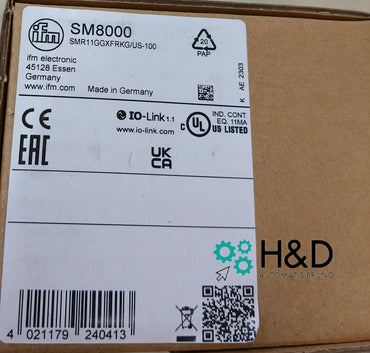 ifm
SM8000
SMR11GGXFRKG/US-100
ifm electronic
45128 Essen
Germany
www.ifm.com Made in Germany
20
PAP
K AE 2303
CE
IO-Link 1.1
www.io-link.com
C UL US LISTED
IND. CONT.
EQ. 11MA
EAC
UK
CA
H&D
AUTOMATISIERUNG
4 021179 240413